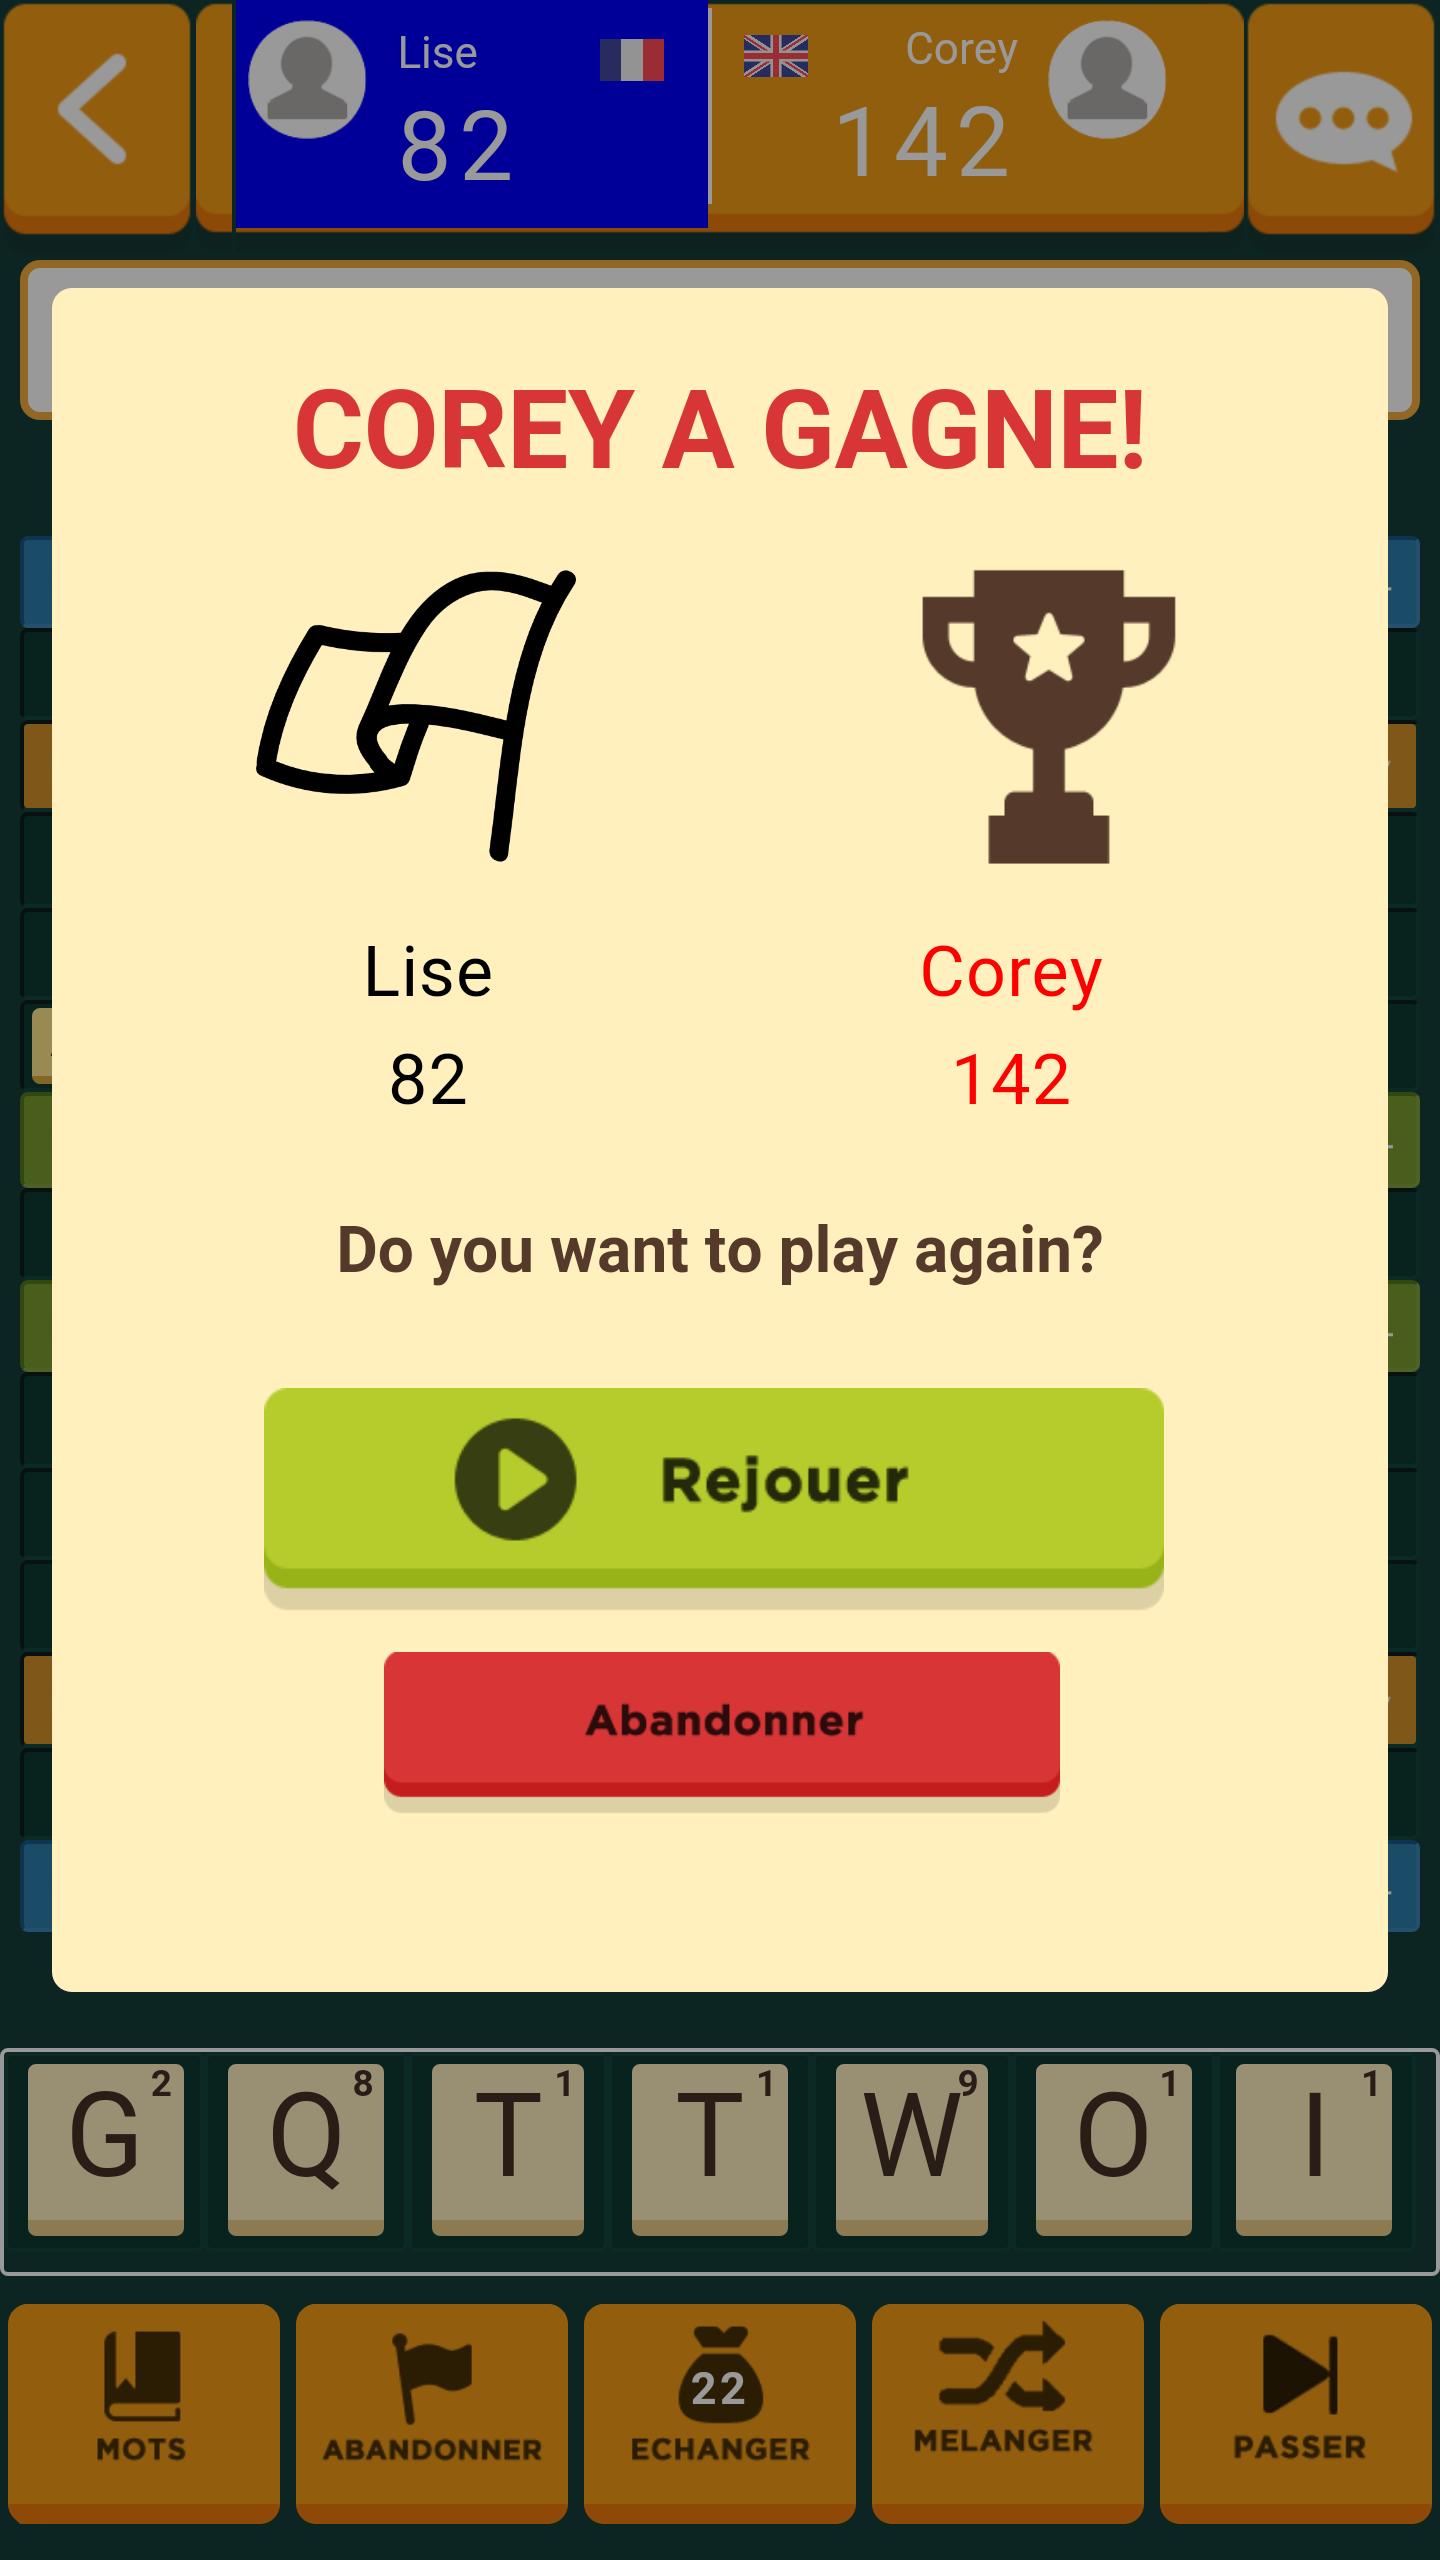 Lise
82
Corey
142
COREY A GAGNE!
Lise
Corey
82
142
Do you want to play again?
Rejouer
Abandonner
G 2
Q 8
T 1
T 1
W 9
O 1
I 1
22
MOTS
ABANDONNER
ECHANGER
MELANGER
PASSER